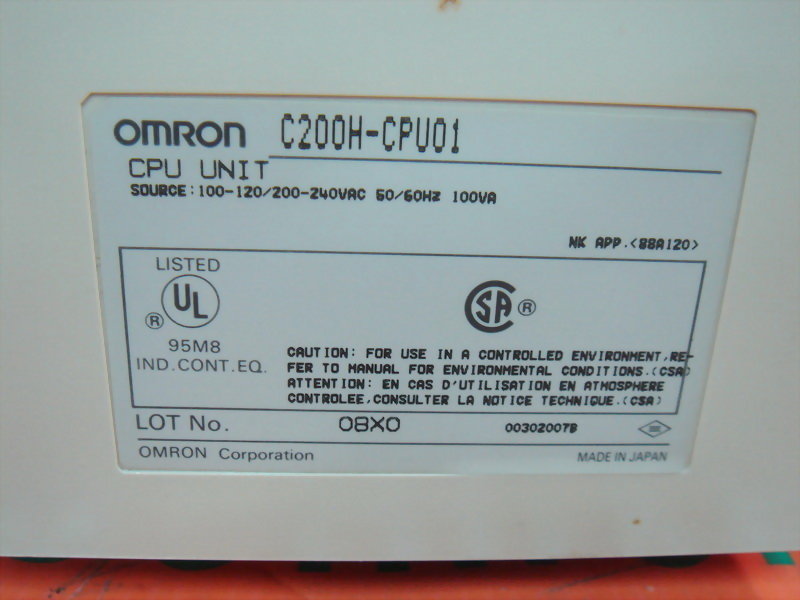 OMRON C200H-CPU01
CPU UNIT
SOURCE:100-120/200-240VAC 50/60HZ 100VA
NK APP.<88A120>
LISTED
UL
®
95M8
IND.CONT.EQ.
SA ®
CAUTION: FOR USE IN A CONTROLLED ENVIRONMENT,RE-
FER TO MANUAL FOR ENVIRONMENTAL CONDITIONS.(CSA)
ATTENTION: EN CAS D'UTILISATION EN ATMOSPHERE
CONTROLEE,CONSULTER LA NOTICE TECHNIQUE.(CSA)
LOT No. 08X0 00302007B
OMRON Corporation MADE IN JAPAN